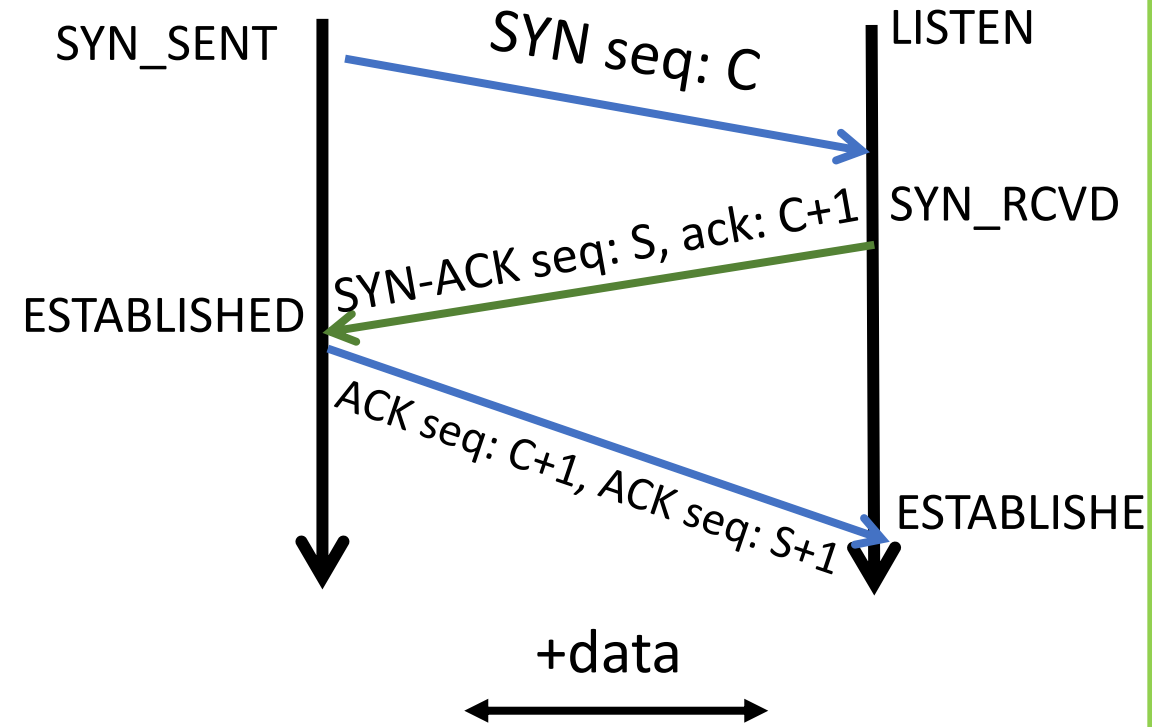 SYN_SENT
SYN seq: C
LISTEN
SYN-ACK seq: S, ack: C+1
SYN_RCVD
ESTABLISHED
ACK seq: C+1, ACK seq: S+1
ESTABLISHE
+data